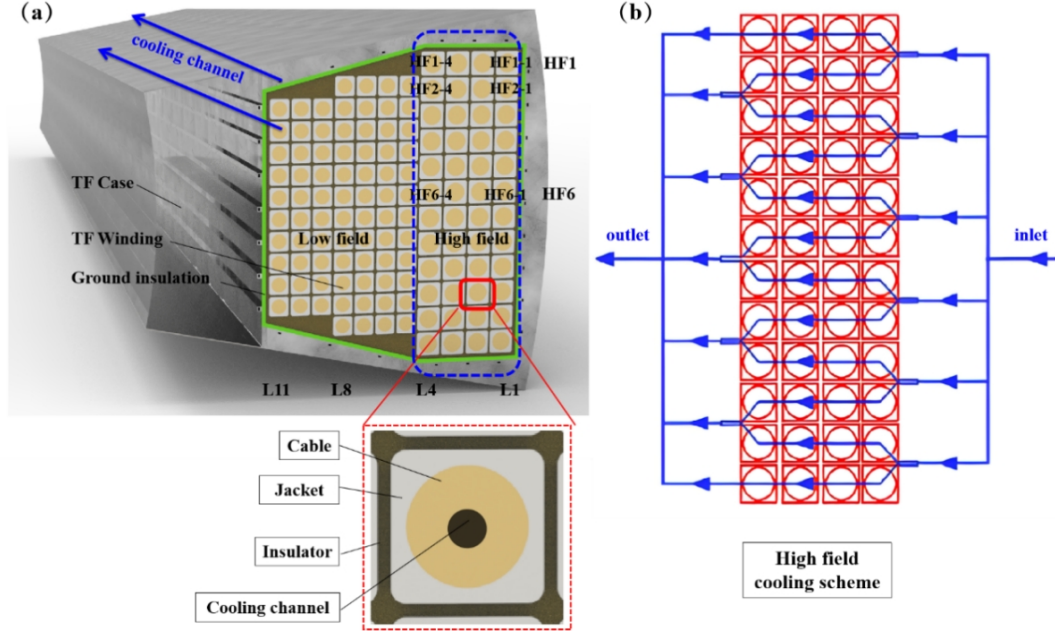 (a)
cooling channel
HF1-4 HF1-1 HF1
HF2-4 HF2-1
TF Case
HF6-4 HF6-1 HF6
TF Winding
Low field High field
Ground insulation
L11 L8 L4 L1
Cable
Jacket
Insulator
Cooling channel
(b)
outlet
inlet
High field
cooling scheme